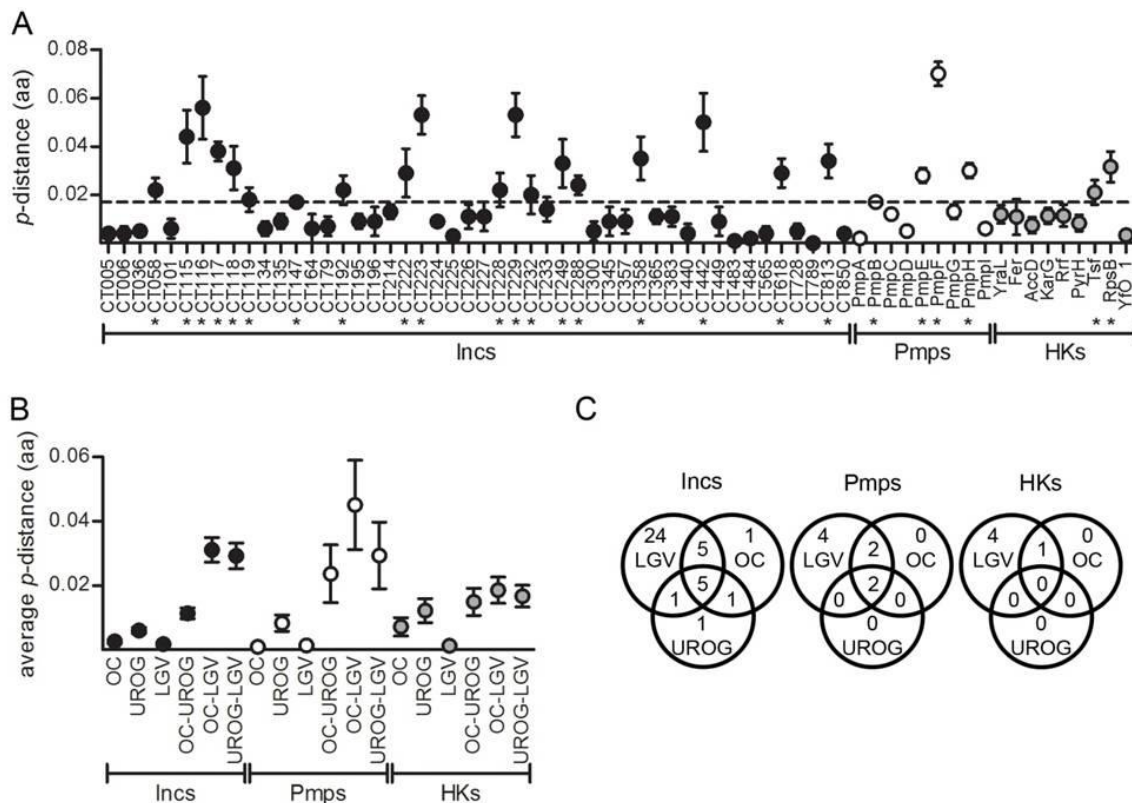 A
p-distance (aa)
0.08
0.06
0.04
0.02
CT005
CT006
CT036
CT058
CT101
CT115
CT116
CT117
CT118
CT119
CT134
CT135
CT147
CT164
CT179
CT192
CT195
CT196
CT214
CT222
CT223
CT224
CT225
CT226
CT227
CT228
CT229
CT232
CT233
CT249
CT288
CT300
CT345
CT357
CT358
CT365
CT383
CT440
CT442
CT449
CT483
CT484
CT565
CT618
CT728
CT789
CT813
CT850
PmpA
PmpB
PmpC
PmpD
PmpE
PmpF
PmpG
PmpH
PmpI
YraL
Fer
AccD
KarG
Rrf
PyrH
Tsf
RpsB
YfO 1
* * * * * * * * * * * * * * * * * * * * * * * * *
Incs Pmps HKs
B
average p-distance (aa)
0.06
0.04
0.02
OC
UROG
LGV
OC-UROG
OC-LGV
UROG-LGV
OC
UROG
LGV
OC-UROG
OC-LGV
UROG-LGV
OC
UROG
LGV
OC-UROG
OC-LGV
UROG-LGV
Incs Pmps HKs
C
Incs
24 5 1
LGV OC
5
1 1
1
UROG
Pmps
4 2 0
LGV OC
2
0 0
0
UROG
HKs
4 1 0
LGV OC
0
0 0
0
UROG